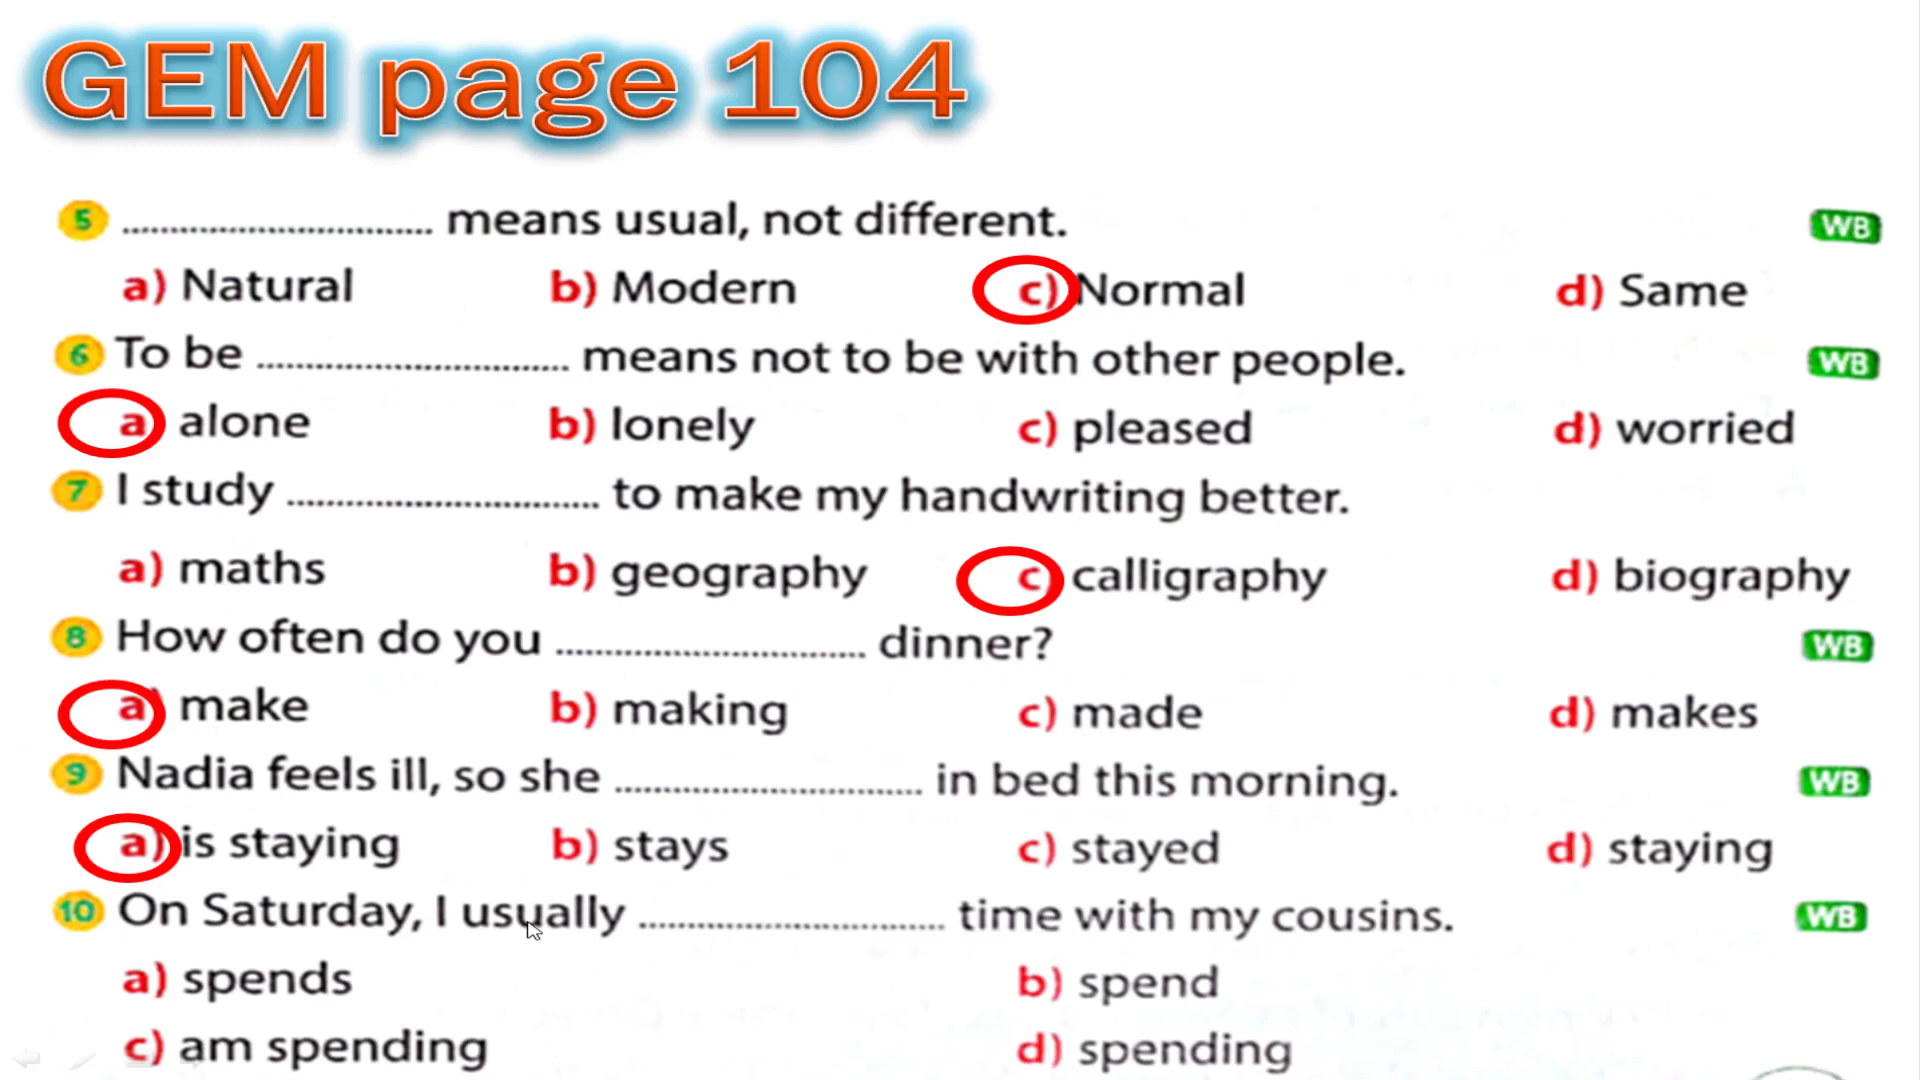 GEM page 104
5 .............................. means usual, not different. WB
a) Natural b) Modern c) Normal d) Same
6 To be .............................. means not to be with other people. WB
a) alone b) lonely c) pleased d) worried
7 I study .............................. to make my handwriting better.
a) maths b) geography c) calligraphy d) biography
8 How often do you .............................. dinner? WB
a) make b) making c) made d) makes
9 Nadia feels ill, so she .............................. in bed this morning. WB
a) is staying b) stays c) stayed d) staying
10 On Saturday, I usually .............................. time with my cousins. WB
a) spends b) spend
c) am spending d) spending